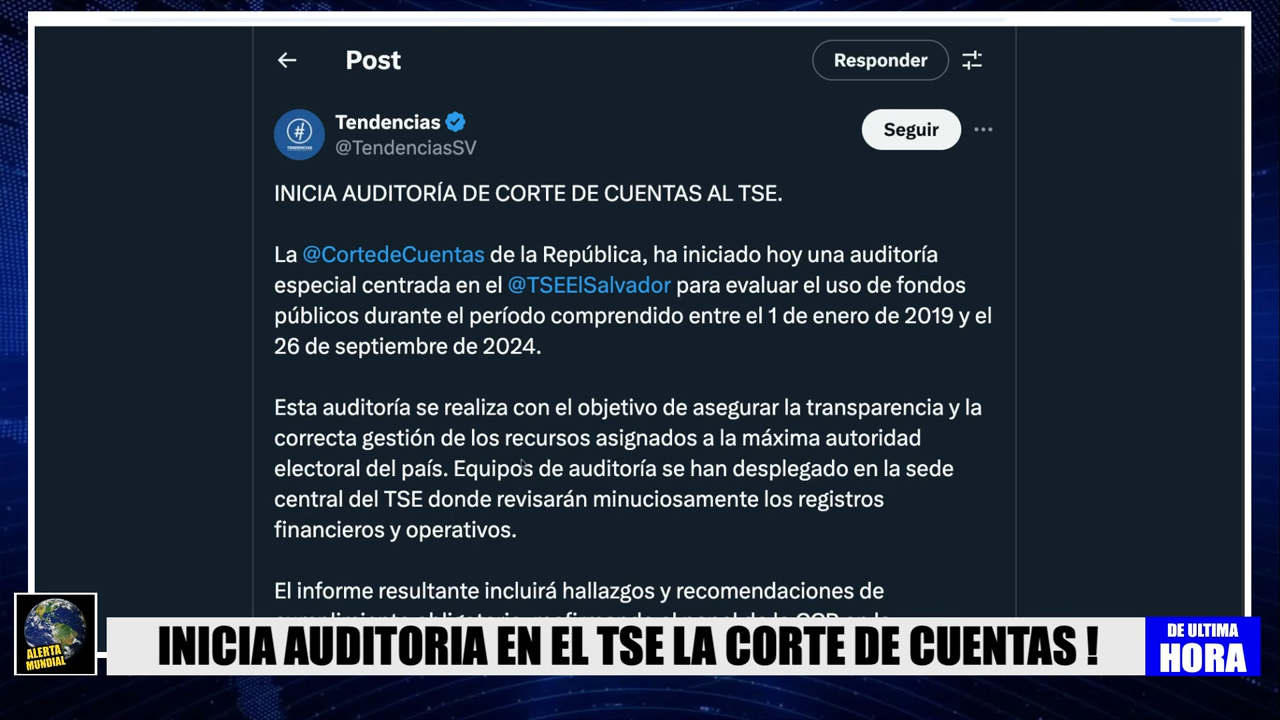 Post
Responder
Tendencias
@TendenciasSV
Seguir
#
TENDENCIAS
INICIA AUDITORÍA DE CORTE DE CUENTAS AL TSE.
La @CortedeCuentas de la República, ha iniciado hoy una auditoría
especial centrada en el @TSEElSalvador para evaluar el uso de fondos
públicos durante el período comprendido entre el 1 de enero de 2019 y el
26 de septiembre de 2024.
Esta auditoría se realiza con el objetivo de asegurar la transparencia y la
correcta gestión de los recursos asignados a la máxima autoridad
electoral del país. Equipos de auditoría se han desplegado en la sede
central del TSE donde revisarán minuciosamente los registros
financieros y operativos.
El informe resultante incluirá hallazgos y recomendaciones de
ALERTA
MUNDIAL
INICIA AUDITORIA EN EL TSE LA CORTE DE CUENTAS !
DE ULTIMA
HORA